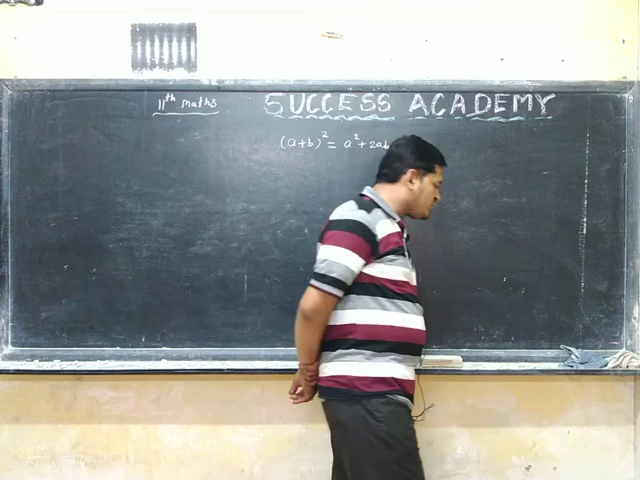 11th Maths
SUCCESS ACADEMY
(a+b)² = a² + 2ab